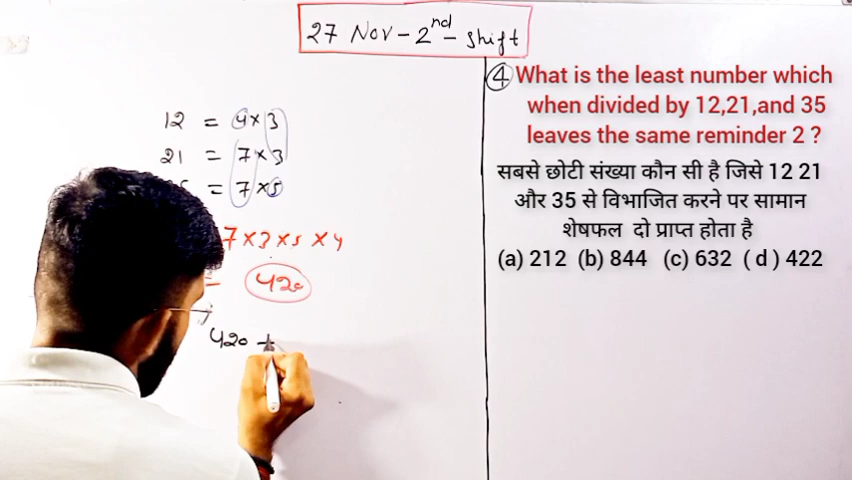 27 Nov - 2nd - shift
12 = 4 × 3
21 = 7 × 3
= 7 × 5
7 × 3 × 5 × 4
= 420
420 +
④ What is the least number which
when divided by 12,21,and 35
leaves the same reminder 2 ?
सबसे छोटी संख्या कौन सी है जिसे 12 21
और 35 से विभाजित करने पर सामान
शेषफल दो प्राप्त होता है
(a) 212 (b) 844 (c) 632 ( d ) 422